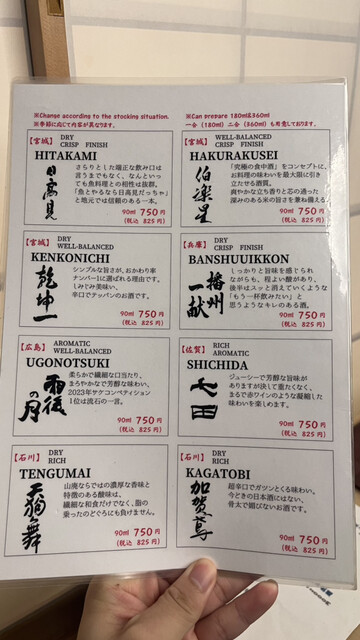 ※Change according to the stocking situation.
※季節に応じて内容が異なります。
※Can prepare 180ml&360ml
一合 (180ml) 二合 (360ml) も用意しております。
【宮城】 DRY
CRISP FINISH
HITAKAMI
日高見
さらりとした端正な飲み口は
言うまでもなく、なんといっ
ても魚料理との相性は抜群。
「魚とやるなら日高見だっちゃ」
と地元では信頼のある一本。
90ml 750円
(税込 825円)
【宮城】 WELL-BALANCED
CRISP FINISH
HAKURAKUSEI
伯楽星
「究極の食中酒」をコンセプトに、
お料理の味わいを最大限に引き
立たせる酒質。
爽やかな立ち香りと芯の通った
深みのある米の旨さを兼ね備える
90ml 750円
(税込 825円)
【宮城】 DRY
WELL-BALANCED
KENKONICHI
乾坤一
シンプルな旨さが、おかわり率
ナンバー1に選ばれる理由です。
しみじみ美味い、
辛口でテッパンのお酒です。
90ml 750円
(税込 825円)
【兵庫】 DRY
CRISP FINISH
BANSHUUIKKON
播州
一献
しっかりと旨味を感じられ
ながらも、程よい酸があり、
後半はスッと消えていくような
「もう一杯飲みたい」と
思うようなキレのある酒。
90ml 750円
(税込 825円)
【広島】 AROMATIC
WELL-BALANCED
UGONOTSUKI
雨後の月
柔らかで繊細な口当たり、
まろやかなで芳醇な味わい。
2023年サケコンペティション
1位は流石の一言。
90ml 750円
(税込 825円)
【佐賀】 RICH
AROMATIC
SHICHIDA
七田
ジューシーで芳醇な旨味が
ありますが決して重たくなく、
まるで赤ワインのような凝縮した
味わいを楽しめます。
90ml 750円
(税込 825円)
【石川】 DRY
RICH
TENGUMAI
天狗舞
山廃ならではの濃厚な香味と
特徴のある酸味は、
繊細な和食だけでなく、脂の
乗ったのどぐろにも負けません。
90ml 750円
(税込 825円)
【石川】 DRY
RICH
KAGATOBI
加賀鳶
超辛口でガツンとくる味わい。
今どきの日本酒にはない、
骨太で媚びないお酒です。
90ml 750円
(税込 825円)